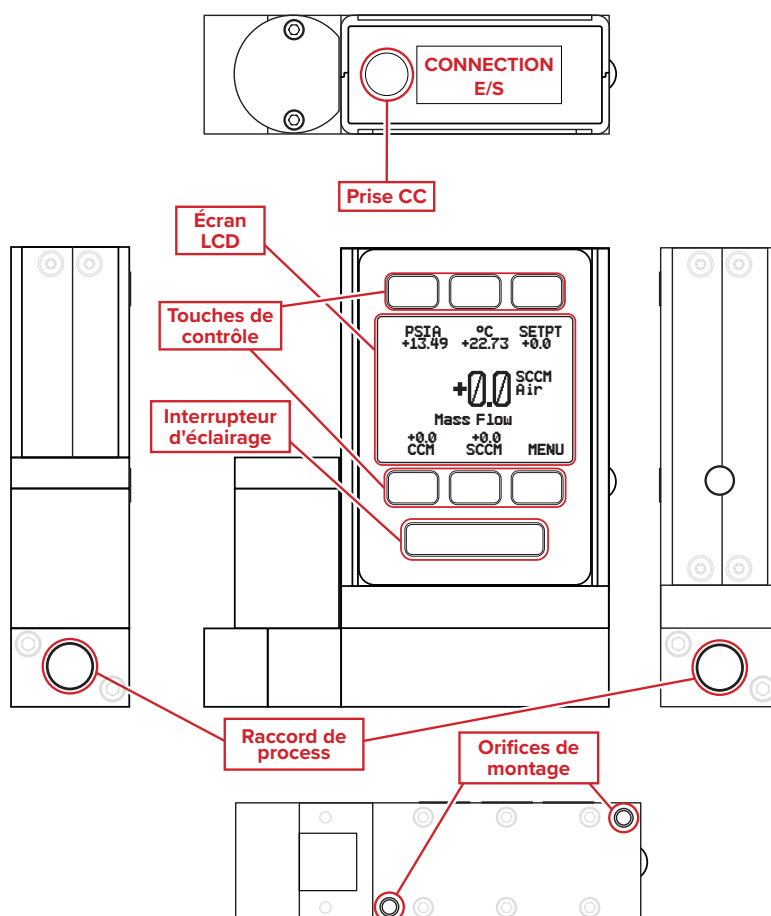 CONNECTION
E/S
Prise CC
Écran
LCD
Touches de
contrôle
PSIA °C SETPT
+13.49 +22.73 +0.0
+0.0 SCCM
Air
Mass Flow
+0.0 +0.0
CCM SCCM MENU
Interrupteur
d'éclairage
Raccord de
process
Orifices de
montage